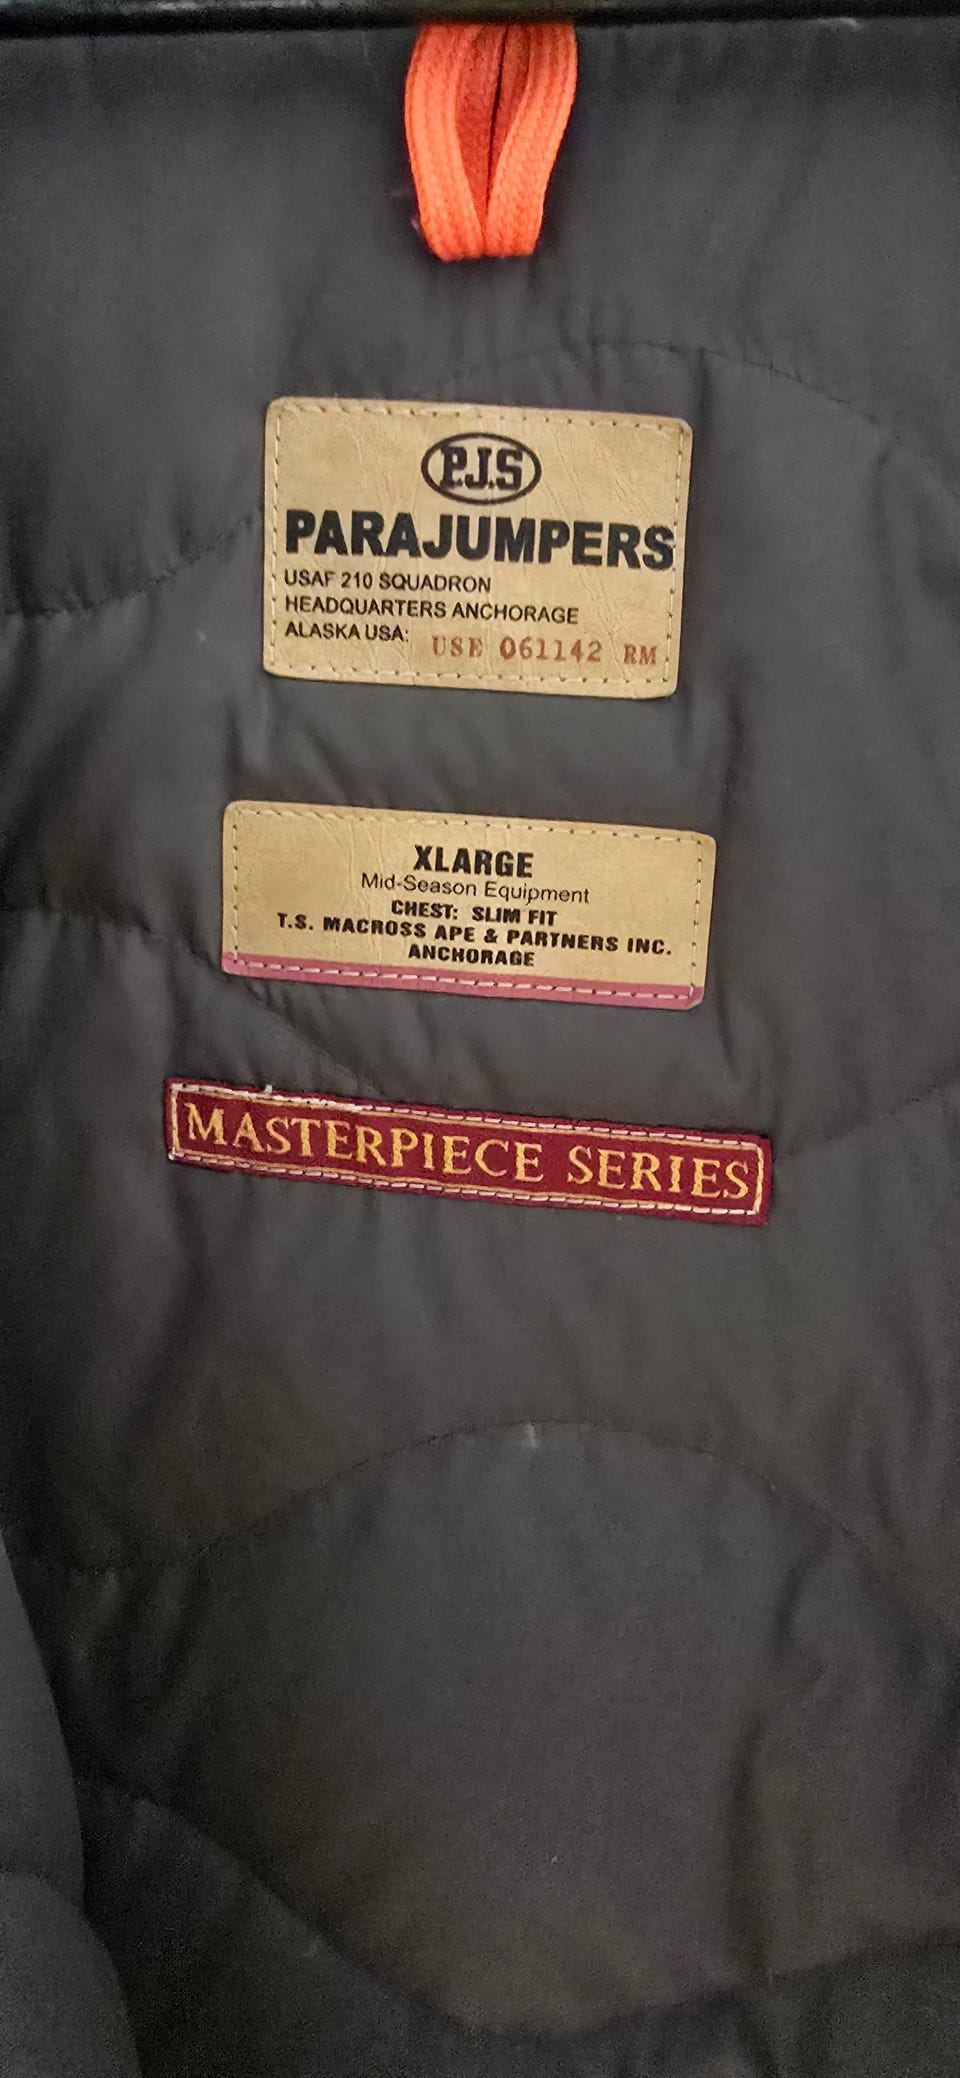 P.J.S
PARAJUMPERS
USAF 210 SQUADRON
HEADQUARTERS ANCHORAGE
ALASKA USA: USE 061142 RM
XLARGE
Mid-Season Equipment
CHEST: SLIM FIT
T.S. MACROSS APE & PARTNERS INC.
ANCHORAGE
MASTERPIECE SERIES